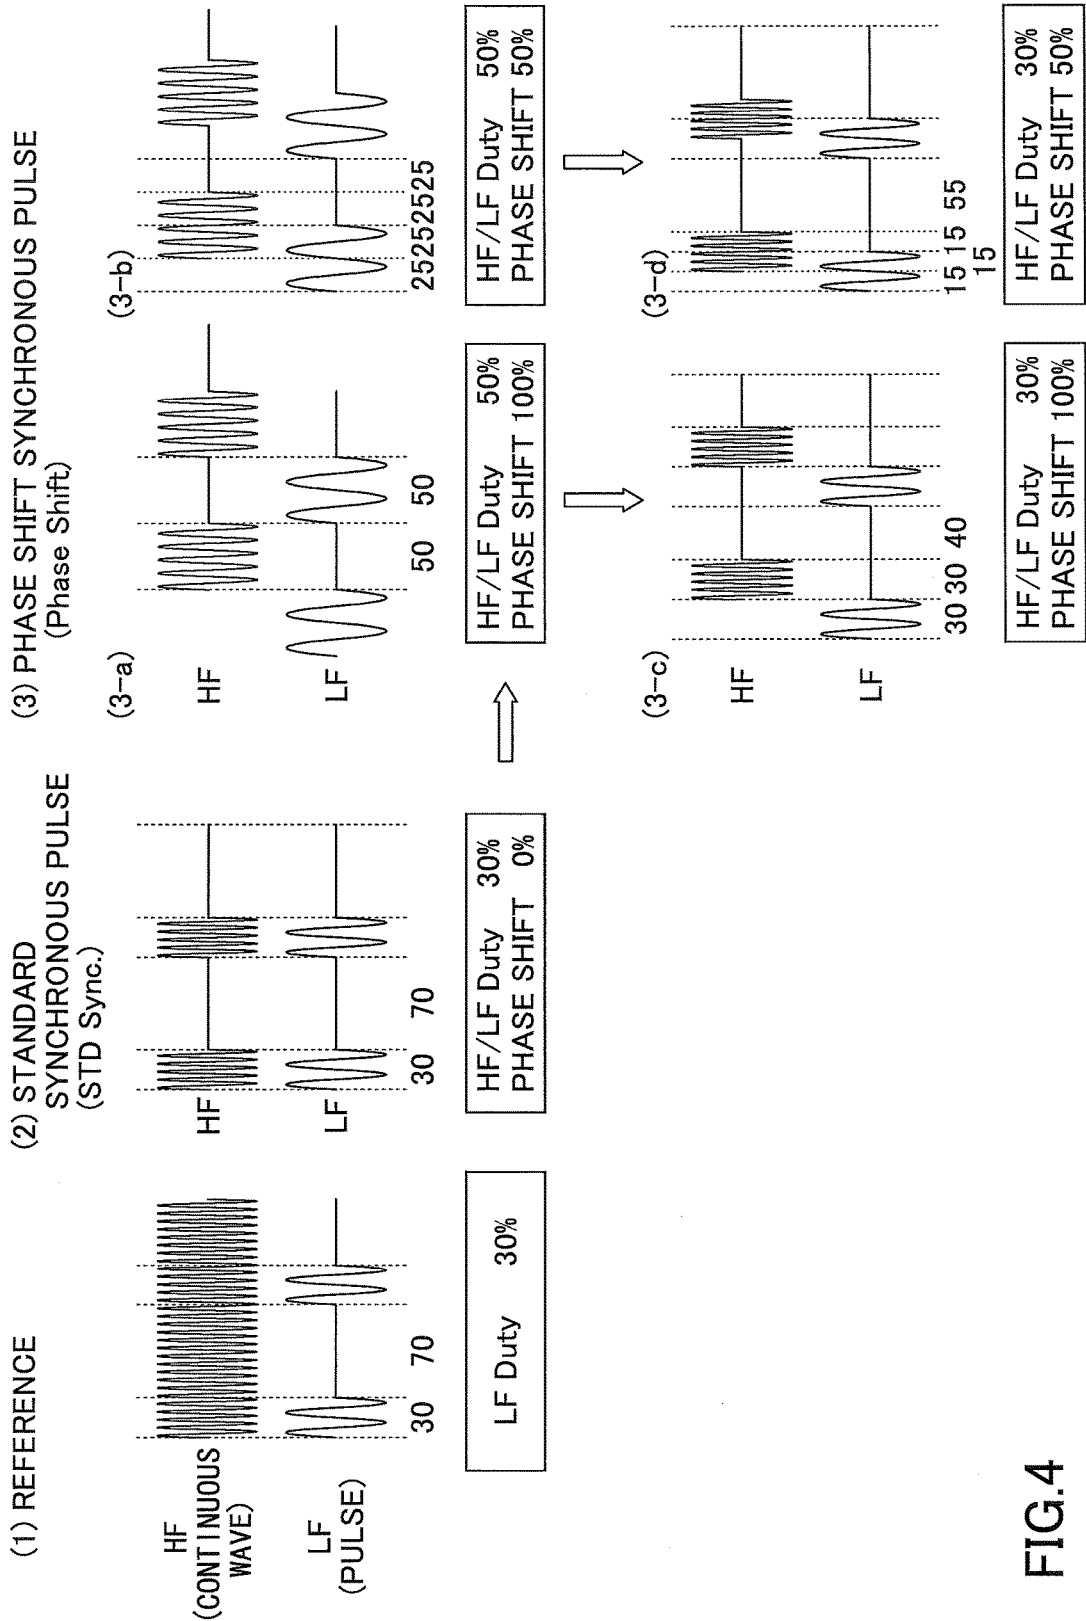 (1) REFERENCE
HF
(CONTINUOUS
WAVE)
LF
(PULSE)
30 70
LF Duty 30%
(2) STANDARD
SYNCHRONOUS PULSE
(STD Sync.)
HF
LF
30 70
HF/LF Duty 30%
PHASE SHIFT 0%
(3) PHASE SHIFT SYNCHRONOUS PULSE
(Phase Shift)
(3-a)
HF
LF
50 50
HF/LF Duty 50%
PHASE SHIFT 100%
(3-b)
25252525
HF/LF Duty 50%
PHASE SHIFT 50%
(3-c)
HF
LF
30 30 40
HF/LF Duty 30%
PHASE SHIFT 100%
(3-d)
15 15 55
15
HF/LF Duty 30%
PHASE SHIFT 50%
FIG.4